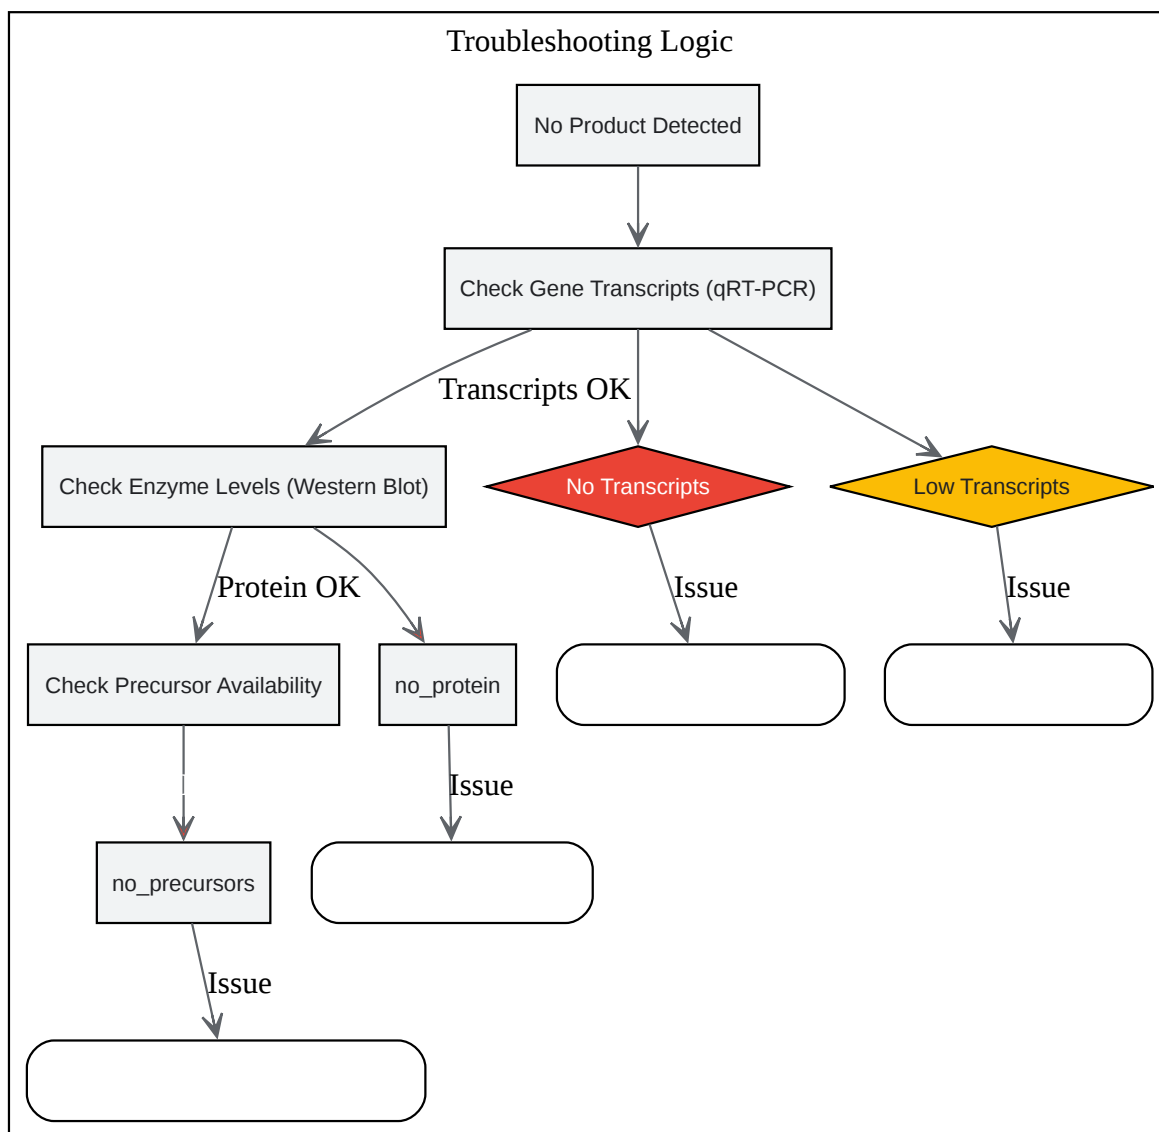 Troubleshooting Logic
No Product Detected
Check Gene Transcripts (qRT-PCR)
Transcripts OK
Check Enzyme Levels (Western Blot)
No Transcripts
Low Transcripts
Protein OK
Issue
Issue
Check Precursor Availability
no_protein
Issue
no_precursors
Issue